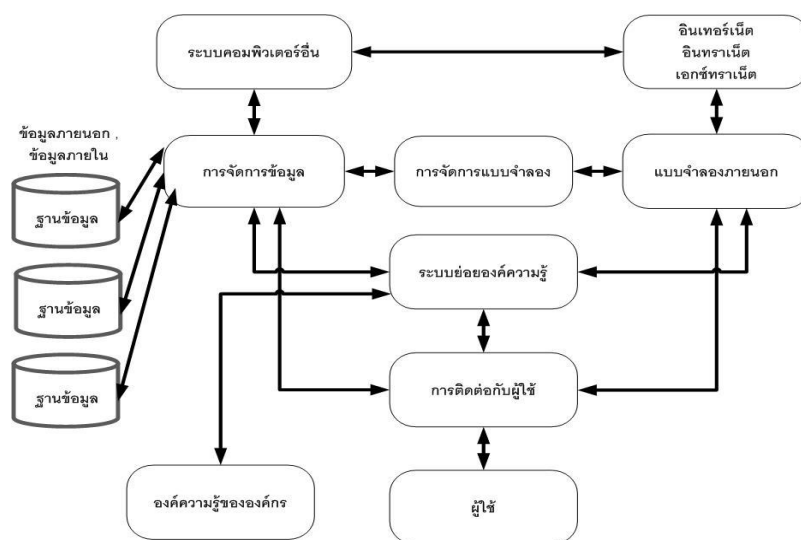 ระบบคอมพิวเตอร์อื่น
อินเทอร์เน็ต
อินทราเน็ต
เอกซ์ทราเน็ต
ข้อมูลภายนอก ,
ข้อมูลภายใน
การจัดการข้อมูล
การจัดการแบบจำลอง
แบบจำลองภายนอก
ฐานข้อมูล
ระบบย่อยองค์ความรู้
ฐานข้อมูล
การติดต่อกับผู้ใช้
ฐานข้อมูล
องค์ความรู้ขององค์กร
ผู้ใช้